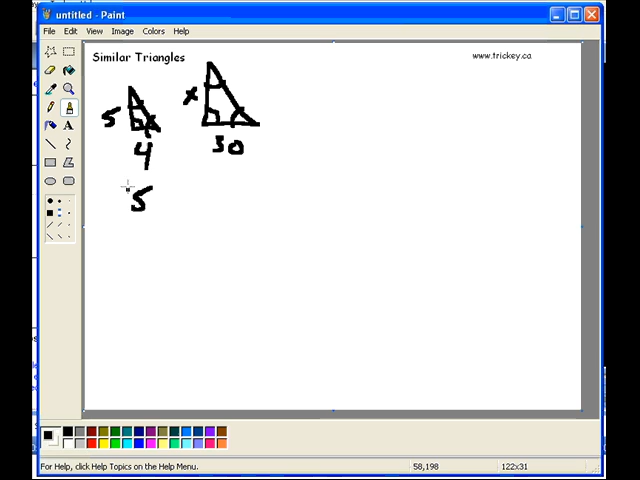 untitled - Paint
File Edit View Image Colors Help
Similar Triangles
www.trickey.ca
5
x
4
30
5
For Help, click Help Topics on the Help Menu.
58,198
122x31